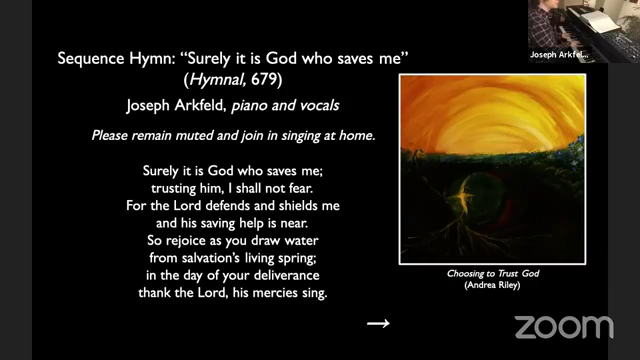 Sequence Hymn: “Surely it is God who saves me”
(Hymnal, 679)
Joseph Arkfeld, piano and vocals
Please remain muted and join in singing at home.
Surely it is God who saves me;
trusting him, I shall not fear.
For the Lord defends and shields me
and his saving help is near.
So rejoice as you draw water
from salvation’s living spring;
in the day of your deliverance
thank the Lord, his mercies sing.
→
Joseph Arkfel...
Choosing to Trust God
(Andrea Riley)
zoom